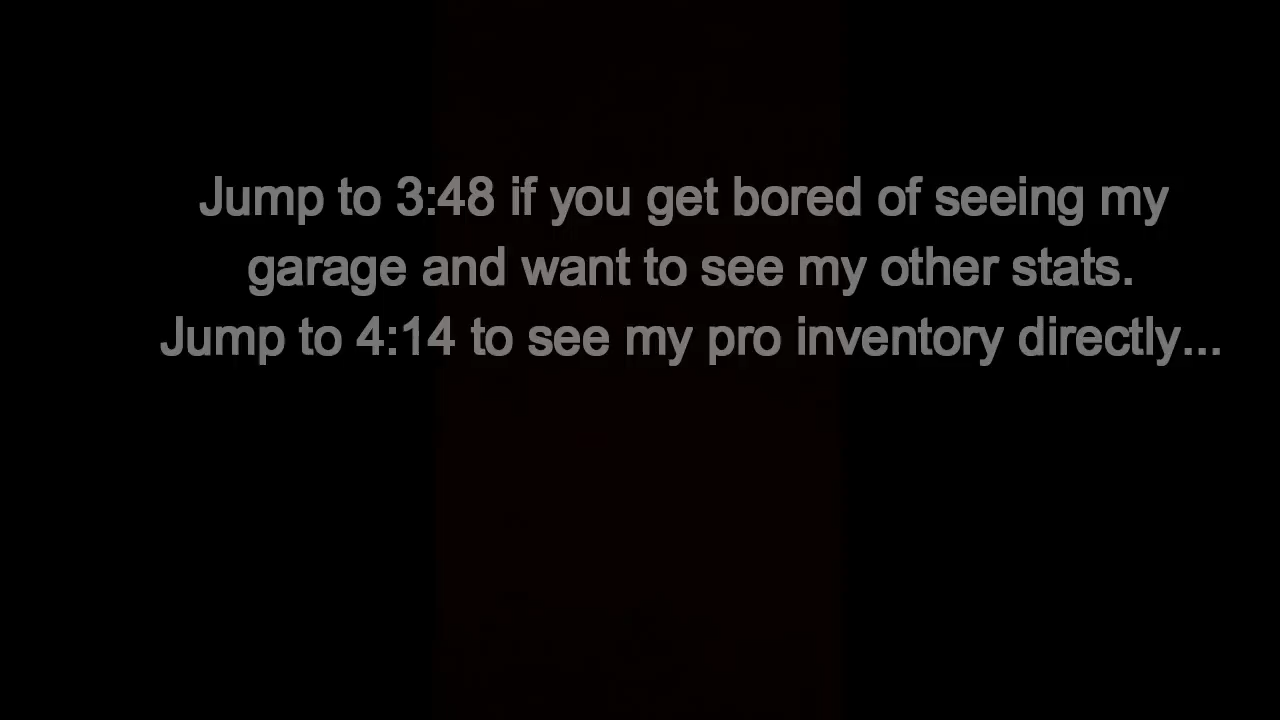 Jump to 3:48 if you get bored of seeing my
garage and want to see my other stats.
Jump to 4:14 to see my pro inventory directly...